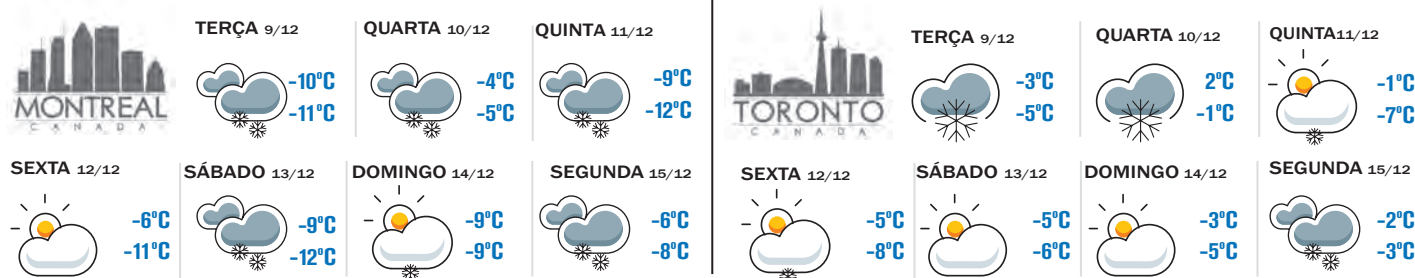 MONTREAL
CANADA
TERÇA 9/12
-10ºC
-11ºC
QUARTA 10/12
-4ºC
-5ºC
QUINTA 11/12
-9ºC
-12ºC
SEXTA 12/12
-6ºC
-11ºC
SÁBADO 13/12
-9ºC
-12ºC
DOMINGO 14/12
-9ºC
-9ºC
SEGUNDA 15/12
-6ºC
-8ºC
TORONTO
CANADA
TERÇA 9/12
-3ºC
-5ºC
QUARTA 10/12
2ºC
-1ºC
QUINTA11/12
-1ºC
-7ºC
SEXTA 12/12
-5ºC
-8ºC
SÁBADO 13/12
-5ºC
-6ºC
DOMINGO 14/12
-3ºC
-5ºC
SEGUNDA 15/12
-2ºC
-3ºC